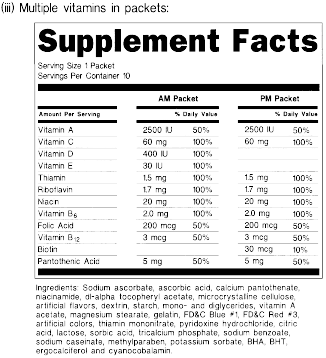 (iii) Multiple vitamins in packets:
Supplement Facts
Serving Size 1 Packet
Servings Per Container 10
AM Packet PM Packet
Amount Per Serving % Daily Value % Daily Value
Vitamin A 2500 IU 50% 2500 IU 50%
Vitamin C 60 mg 100% 60 mg 100%
Vitamin D 400 IU 100%
Vitamin E 30 IU 100%
Thiamin 1.5 mg 100% 1.5 mg 100%
Riboflavin 1.7 mg 100% 1.7 mg 100%
Niacin 20 mg 100% 20 mg 100%
Vitamin B6 2.0 mg 100% 2.0 mg 100%
Folic Acid 200 mcg 50% 200 mcg 50%
Vitamin B12 3 mcg 50% 3 mcg 50%
Biotin 30 mcg 10%
Pantothenic Acid 5 mg 50% 5 mg 50%
Ingredients: Sodium ascorbate, ascorbic acid, calcium pantothenate,
niacinamide, dl-alpha tocopheryl acetate, microcrystalline cellulose,
artificial flavors, dextrin, starch, mono- and diglycerides, vitamin A
acetate, magnesium stearate, gelatin, FD&C Blue #1, FD&C Red #3,
artificial colors, thiamin mononitrate, pyridoxine hydrochloride, citric
acid, lactose, sorbic acid, tricalcium phosphate, sodium benzoate,
sodium caseinate, methylparaben, potassium sorbate, BHA, BHT,
ergocalciferol and cyanocobalamin.